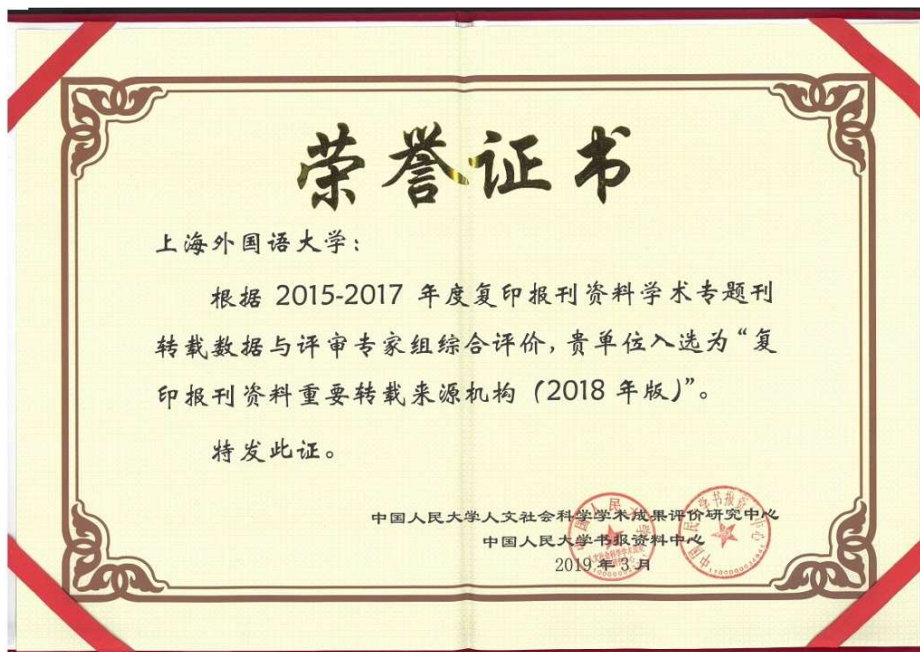 荣誉证书
上海外国语大学：
根据 2015-2017 年度复印报刊资料学术专题刊
转载数据与评审专家组综合评价，贵单位入选为“复
印报刊资料重要转载来源机构（2018 年版）”。
特发此证。
中国人民大学人文社会科学学术成果评价研究中心
中国人民大学书报资料中心
2019 年 3 月